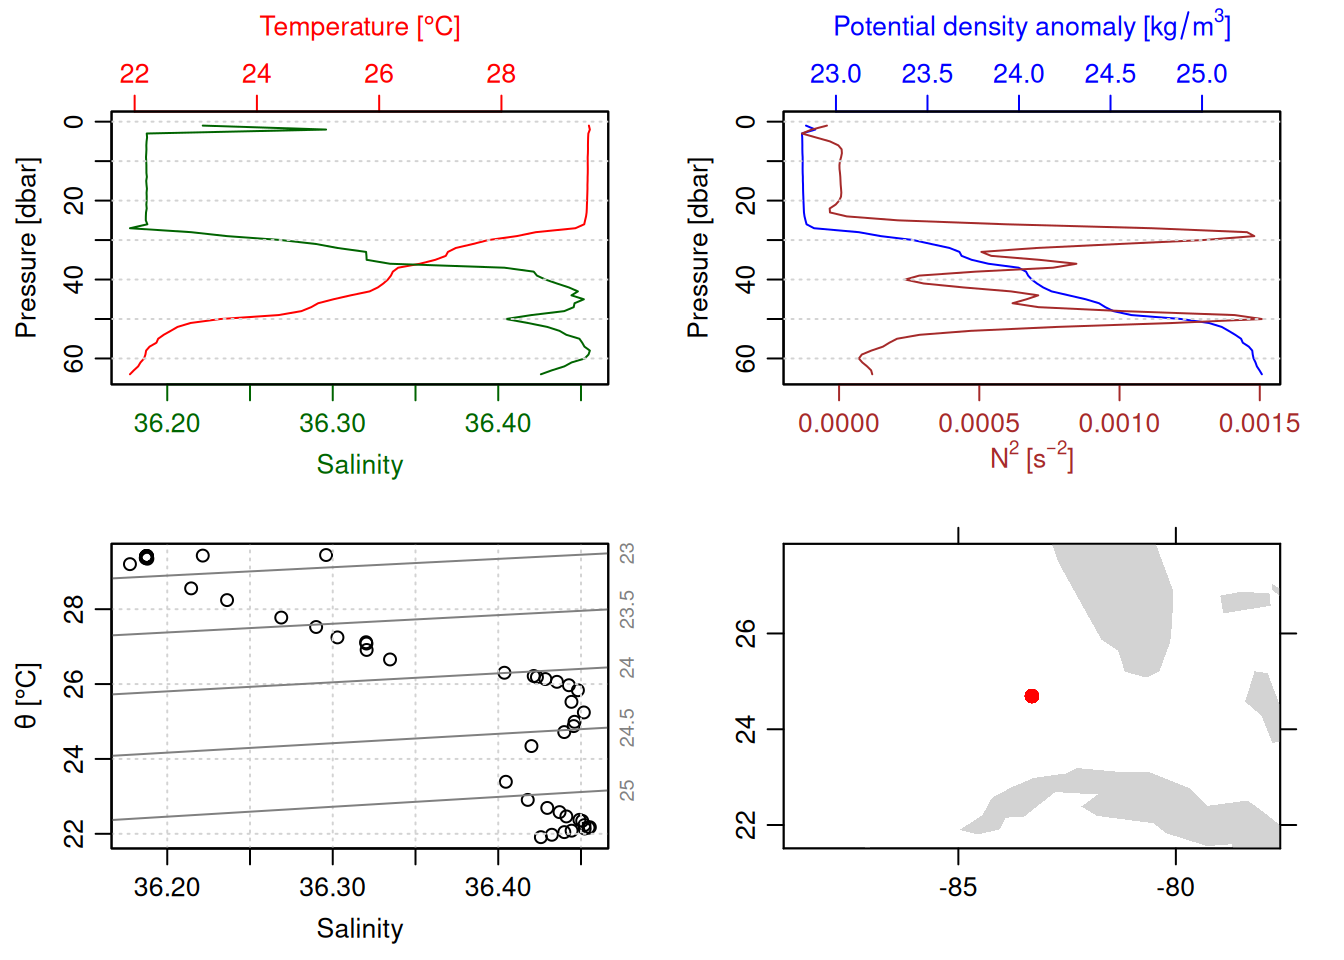 Temperature [°C]
22 24 26 28
Pressure [dbar]
0
20
40
60
36.20 36.30 36.40
Salinity
Potential density anomaly [kg/m³]
23.0 23.5 24.0 24.5 25.0
Pressure [dbar]
0
20
40
60
0.0000 0.0005 0.0010 0.0015
N² [s⁻²]
θ [°C]
28
26
24
22
23
23.5
24
24.5
25
36.20 36.30 36.40
Salinity
26
24
22
-85 -80